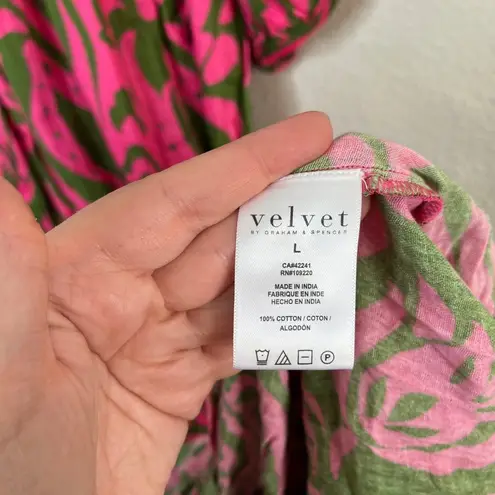 velvet
BY GRAHAM & SPENCER
L
CA#42241
RN#109220
MADE IN INDIA
FABRIQUE EN INDE
HECHO EN INDIA
100% COTTON / COTON /
ALGODÓN
P